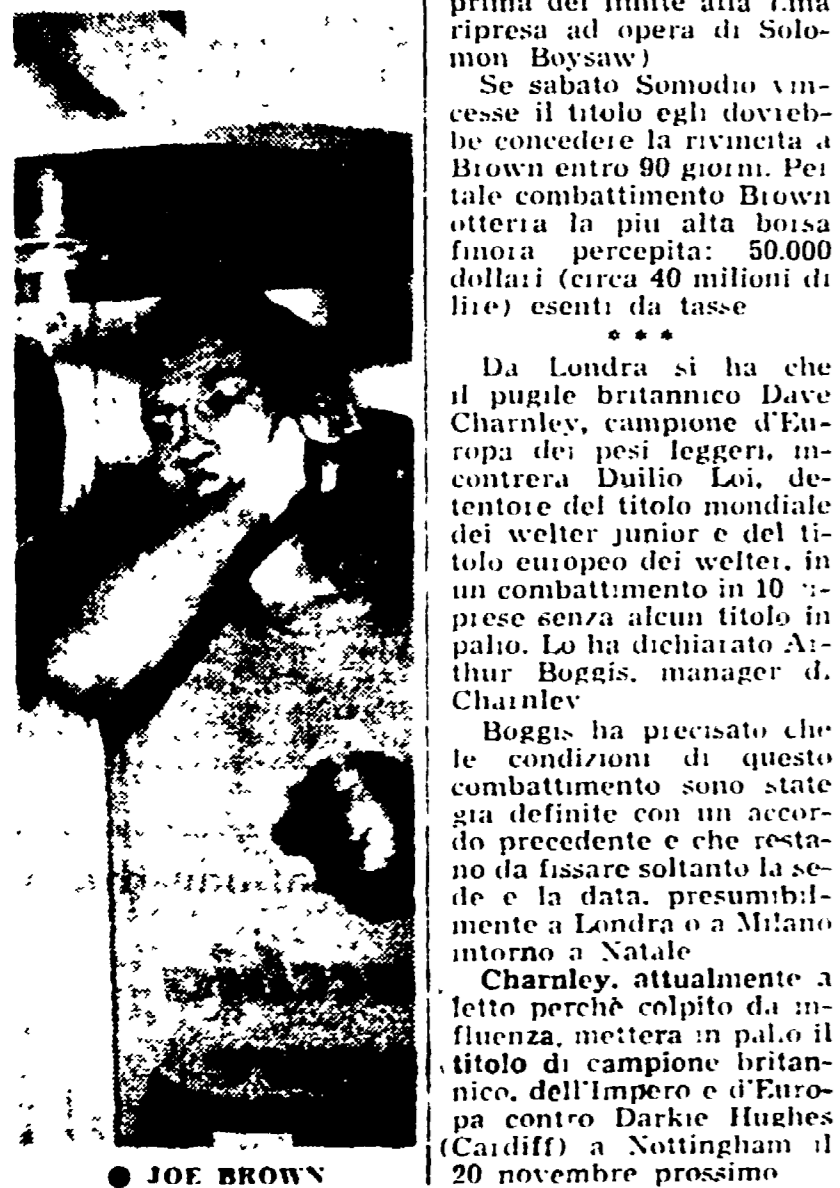 prima del limite alla 7.ma
ripresa ad opera di Solo-
mon Boysaw)
Se sabato Somodio vin-
cesse il titolo egli dovreb-
be concedere la rivincita a
Brown entro 90 giorni. Per
tale combattimento Brown
otterrà la più alta borsa
finora percepita: 50.000
dollari (circa 40 milioni di
lire) esenti da tasse
* * *
Da Londra si ha che
il pugile britannico Dave
Charnley, campione d'Eu-
ropa dei pesi leggeri, in-
contrerà Duilio Loi, de-
tentore del titolo mondiale
dei welter junior e del ti-
tolo europeo dei welter, in
un combattimento in 10 ri-
prese senza alcun titolo in
palio. Lo ha dichiarato Ar-
thur Boggis, manager di
Charnley
Boggis ha precisato che
le condizioni di questo
combattimento sono state
già definite con un accor-
do precedente e che resta-
no da fissare soltanto la se-
de e la data, presumibil-
mente a Londra o a Milano
intorno a Natale
Charnley, attualmente a
letto perchè colpito da in-
fluenza, metterà in palio il
titolo di campione britan-
nico, dell'Impero e d'Euro-
pa contro Darkie Hughes
(Cardiff) a Nottingham il
20 novembre prossimo
● JOE BROWN